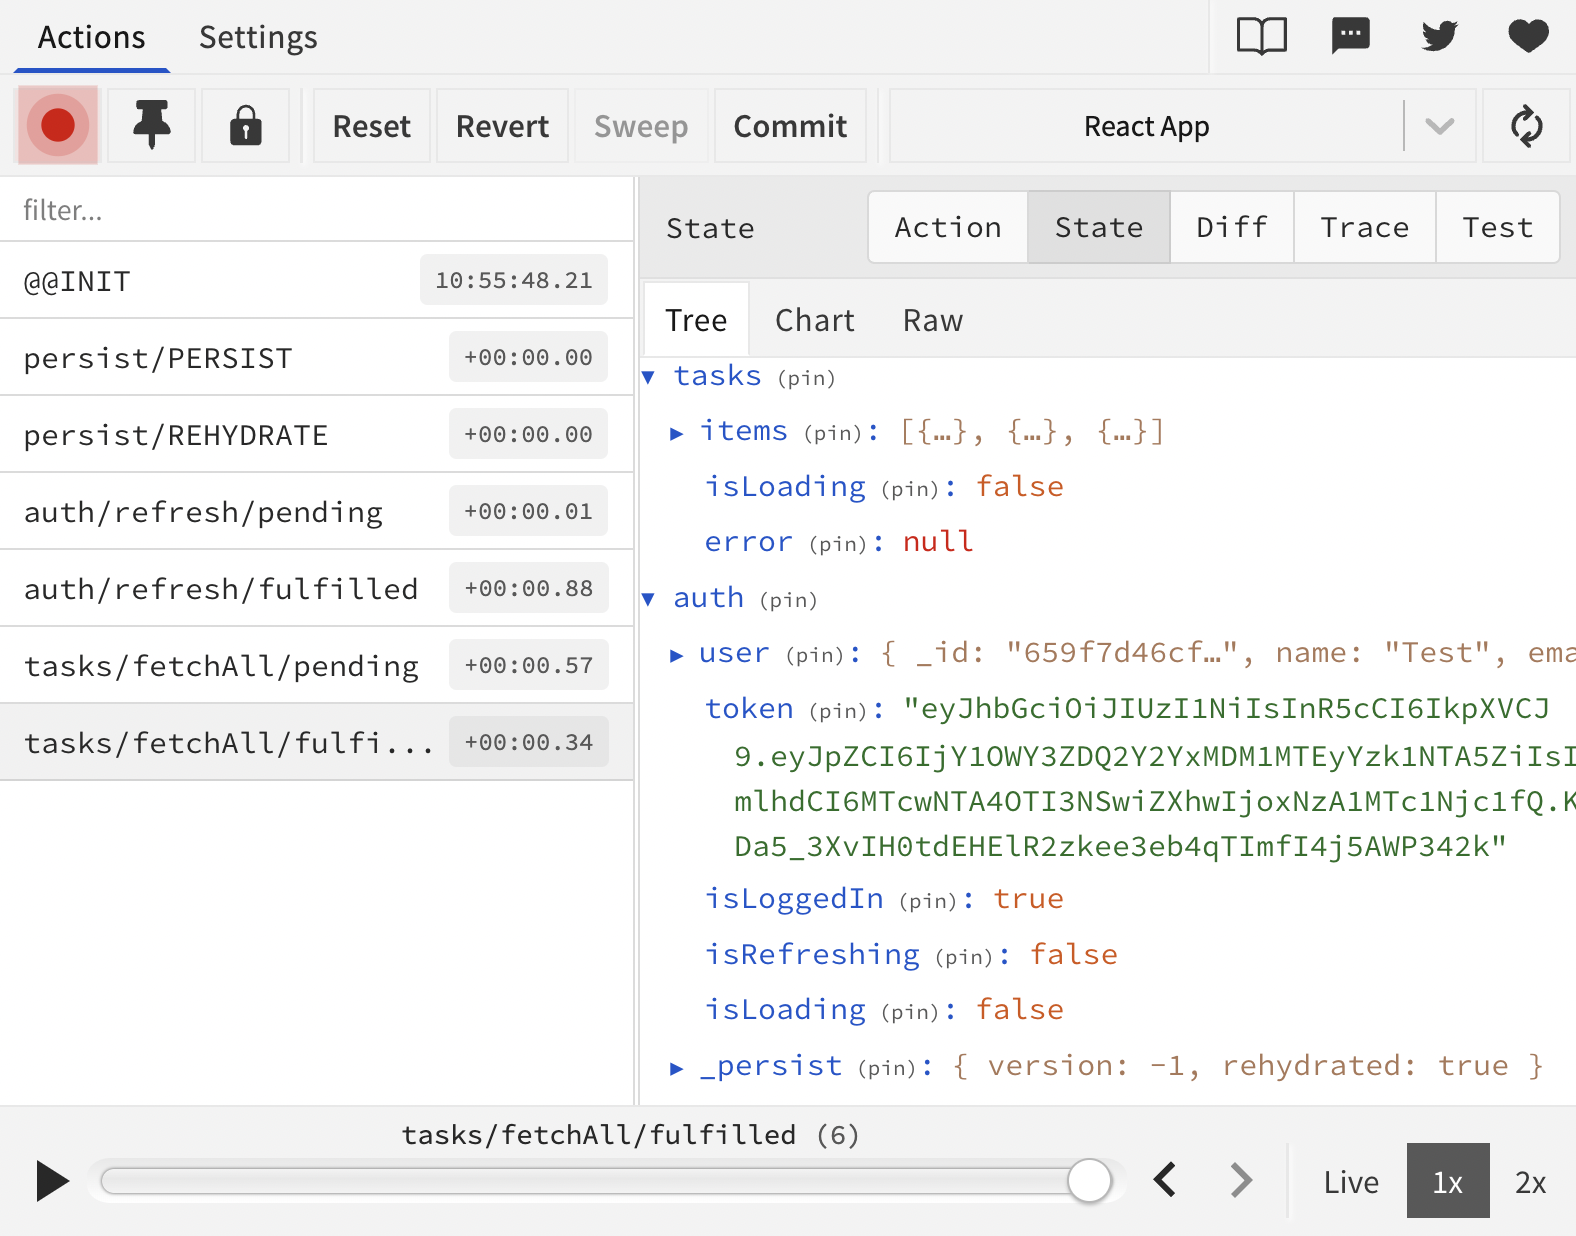 Actions Settings
Reset Revert Sweep Commit React App
filter...
@@INIT 10:55:48.21
persist/PERSIST +00:00.00
persist/REHYDRATE +00:00.00
auth/refresh/pending +00:00.01
auth/refresh/fulfilled +00:00.88
tasks/fetchAll/pending +00:00.57
tasks/fetchAll/fulfi... +00:00.34
State Action State Diff Trace Test
Tree Chart Raw
tasks (pin)
items (pin): [{…}, {…}, {…}]
isLoading (pin): false
error (pin): null
auth (pin)
user (pin): { _id: "659f7d46cf…", name: "Test", ema
token (pin): "eyJhbGciOiJIUzI1NiIsInR5cCI6IkpXVCJ
9.eyJpZCI6IjY1OWY3ZDQ2Y2YxMDM1MTEyYzk1NTA5ZiIsI
mlhdCI6MTcwNTA4OTI3NSwiZXhwIjoxNzA1MTc1Njc1fQ.K
Da5_3XvIH0tdEHElR2zkee3eb4qTImfI4j5AWP342k"
isLoggedIn (pin): true
isRefreshing (pin): false
isLoading (pin): false
_persist (pin): { version: -1, rehydrated: true }
tasks/fetchAll/fulfilled (6)
Live 1x 2x